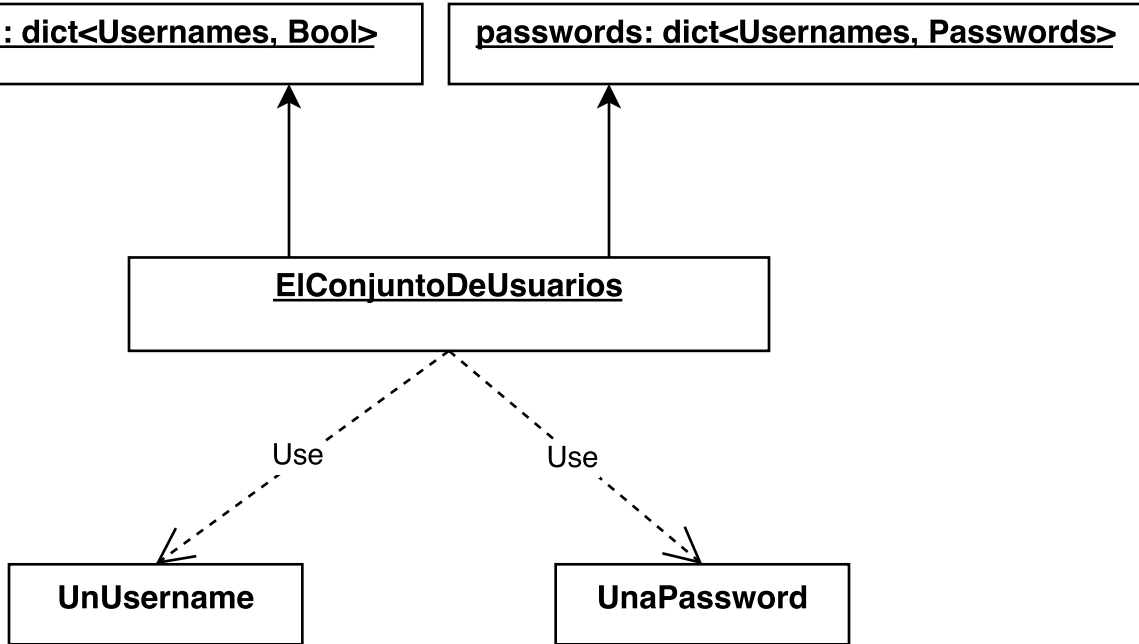 : dict<Usernames, Bool>
passwords: dict<Usernames, Passwords>
ElConjuntoDeUsuarios
Use
Use
UnUsername
UnaPassword